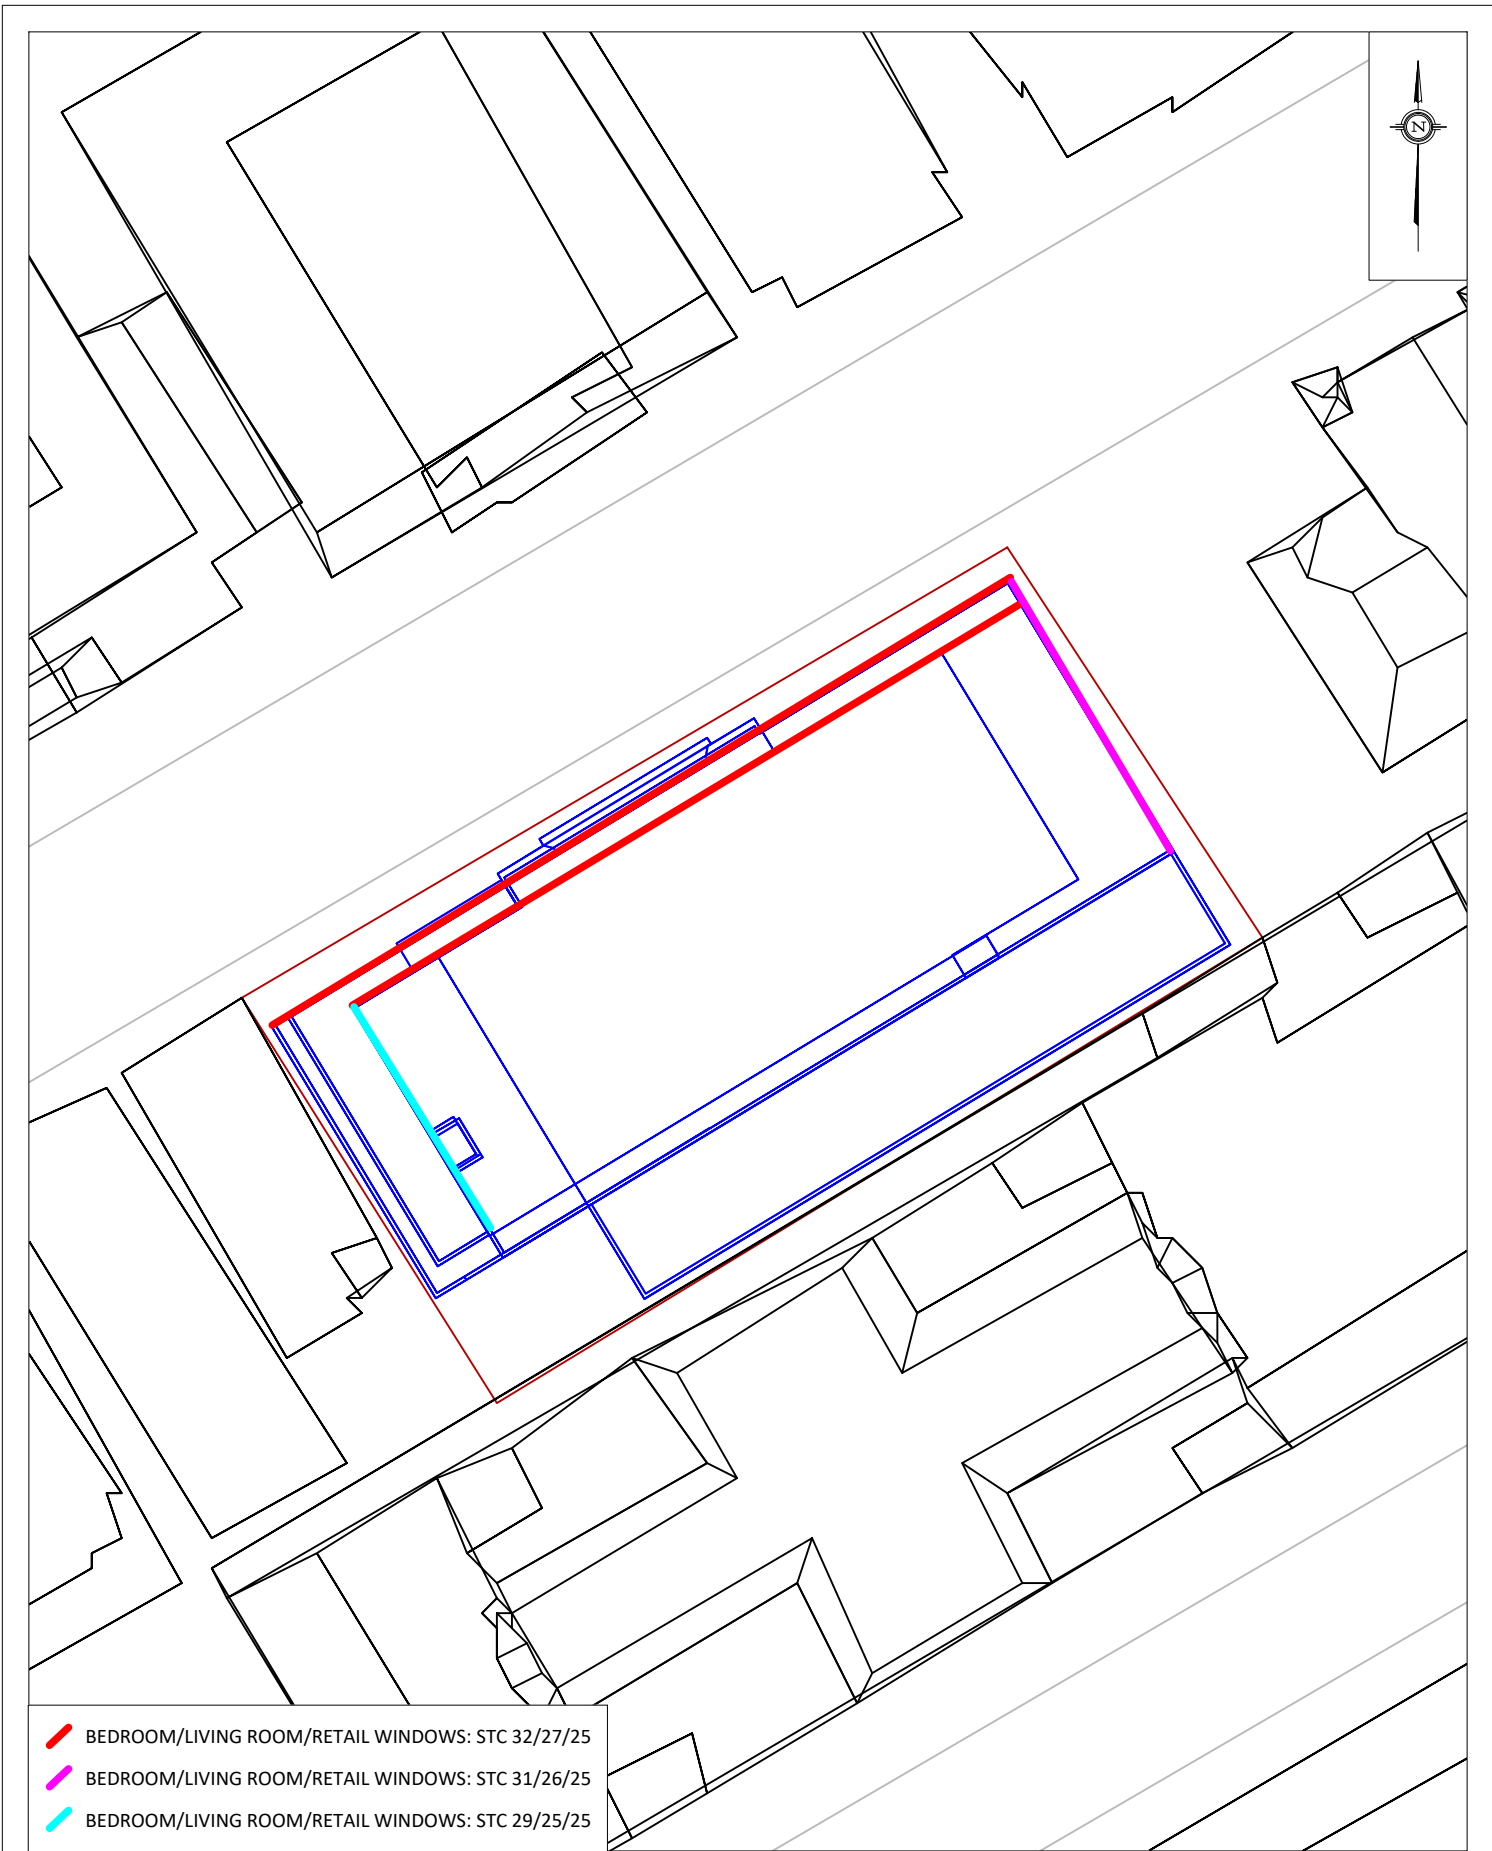 N
BEDROOM/LIVING ROOM/RETAIL WINDOWS: STC 32/27/25
BEDROOM/LIVING ROOM/RETAIL WINDOWS: STC 31/26/25
BEDROOM/LIVING ROOM/RETAIL WINDOWS: STC 29/25/25